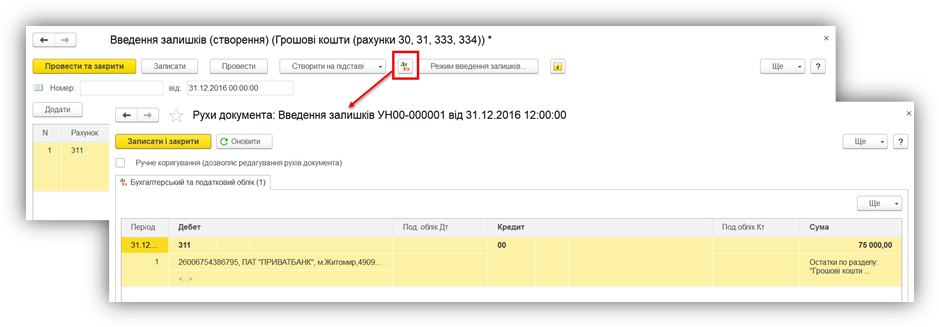 Введення залишків (створення) (Грошові кошти (рахунки 30, 31, 333, 334)) *
Провести та закрити Записати Провести Створити на підставі Дт Кт Режим введення залишків... i Ще ?
Номер: від: 31.12.2016 00:00:00
Додати
N Рахунок
1 311
Рухи документа: Введення залишків УН00-000001 від 31.12.2016 12:00:00
Записати і закрити Оновити Ще ?
Ручне коригування (дозволяє редагування рухів документа)
Дт Кт Бухгалтерський та податковий облік (1)
Ще
Період Дебет Под. облік Дт Кредит Под.облік Кт Сума
31.12.... 311 00 75 000,00
1 26006754386795, ПАТ "ПРИВАТБАНК", м.Житомир,4909... Остатки по разделу:
"Грошові кошти ...
<...>